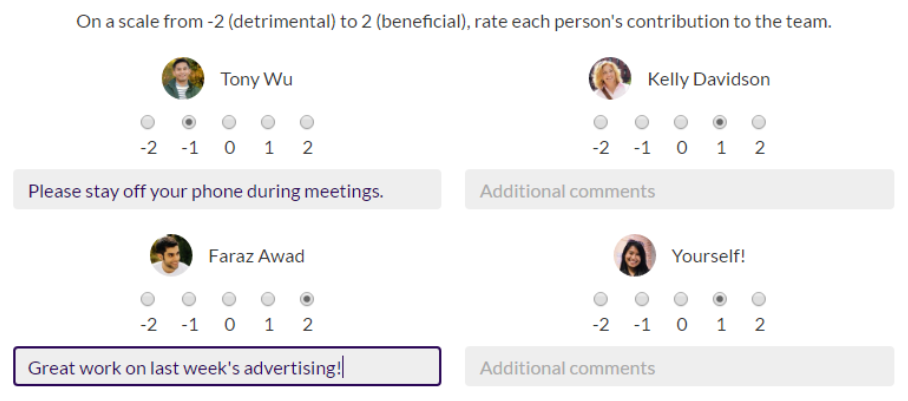 On a scale from -2 (detrimental) to 2 (beneficial), rate each person's contribution to the team.
Tony Wu
-2 -1 0 1 2
Please stay off your phone during meetings.
Kelly Davidson
-2 -1 0 1 2
Additional comments
Faraz Awad
-2 -1 0 1 2
Great work on last week's advertising!
Yourself!
-2 -1 0 1 2
Additional comments